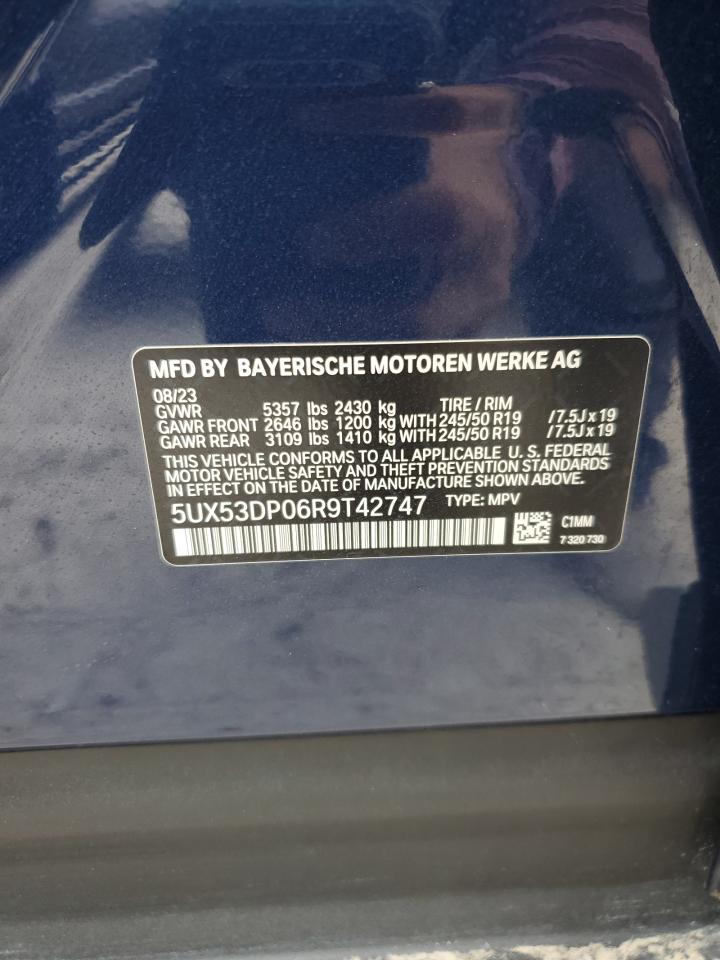 MFD BY BAYERISCHE MOTOREN WERKE AG
08/23 TIRE / RIM
GVWR 5357 lbs 2430 kg
GAWR FRONT 2646 lbs 1200 kg WITH 245/50 R19 / 7.5J x 19
GAWR REAR 3109 lbs 1410 kg WITH 245/50 R19 / 7.5J x 19
THIS VEHICLE CONFORMS TO ALL APPLICABLE U. S. FEDERAL
MOTOR VEHICLE SAFETY AND THEFT PREVENTION STANDARDS
IN EFFECT ON THE DATE OF MANUFACTURE SHOWN ABOVE.
5UX53DP06R9T42747 TYPE: MPV
C1MM
7 320 730